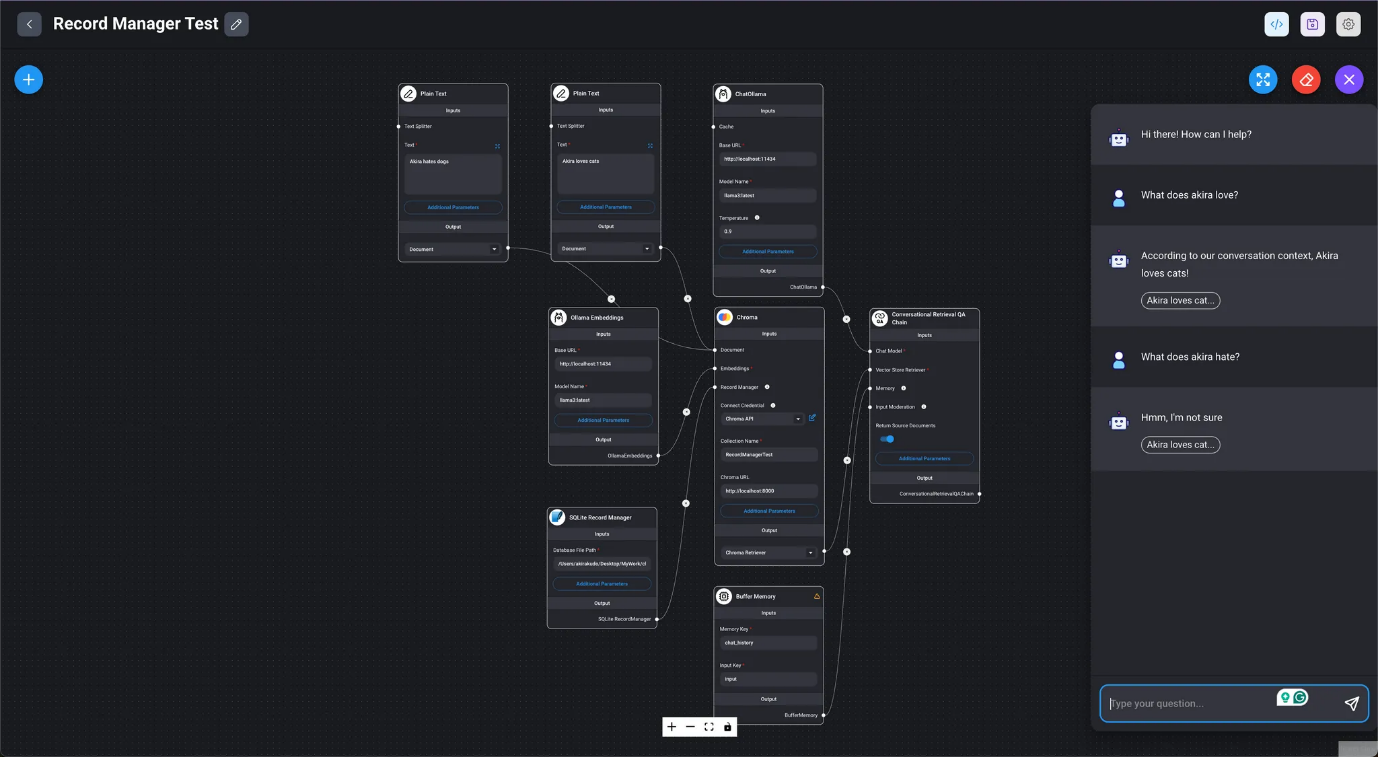 Record Manager Test
Plain Text
Inputs
Text Splitter
Text *
Akira hates dogs
Additional Parameters
Output
Document
Plain Text
Inputs
Text Splitter
Text *
Akira loves cats
Additional Parameters
Output
Document
ChatOllama
Inputs
Cache
Base URL *
http://localhost:11434
Model Name *
llama3:latest
Temperature
0.9
Additional Parameters
Output
ChatOllama
Ollama Embeddings
Inputs
Base URL *
http://localhost:11434
Model Name *
llama3:latest
Additional Parameters
Output
OllamaEmbeddings
SQLite Record Manager
Inputs
Database File Path *
/Users/akirakudo/Desktop/MyWork/cl
Additional Parameters
Output
SQLite RecordManager
Chroma
Inputs
Document
Embeddings *
Record Manager
Connect Credential
Chroma API
Collection Name *
RecordManagerTest
Chroma URL
http://localhost:8000
Additional Parameters
Output
Chroma Retriever
Buffer Memory
Inputs
Memory Key *
chat_history
Input Key *
input
Output
BufferMemory
Conversational Retrieval QA
Chain
Inputs
Chat Model *
Vector Store Retriever *
Memory
Input Moderation
Return Source Documents
Additional Parameters
Output
ConversationalRetrievalQAChain
Hi there! How can I help?
What does akira love?
According to our conversation context, Akira
loves cats!
Akira loves cat...
What does akira hate?
Hmm, I'm not sure
Akira loves cat...
Type your question...